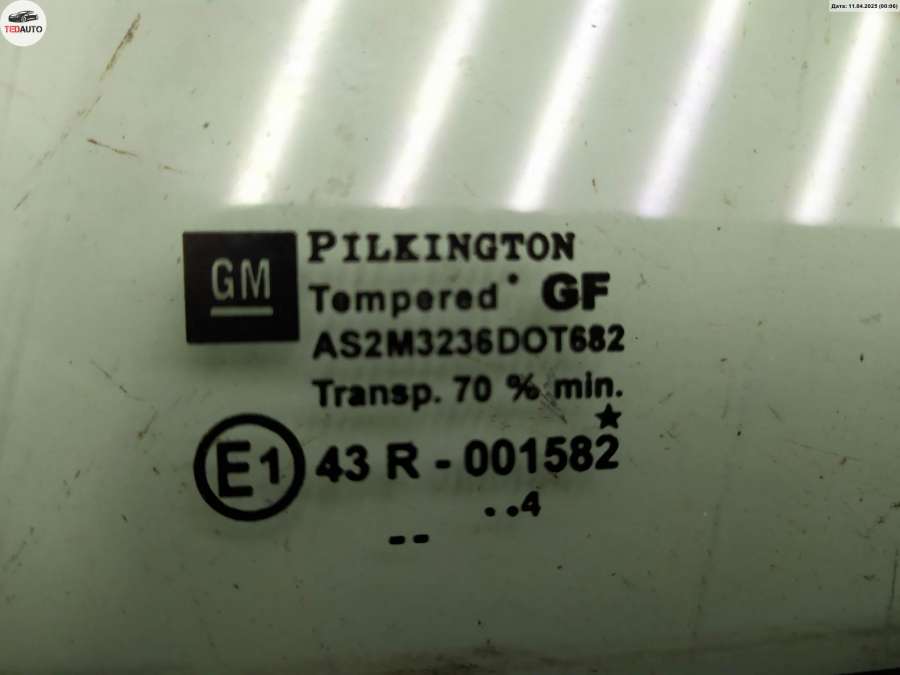 TEDAUTO
Дата: 11.04.2025 (00:06)
GM
PILKINGTON
Tempered GF
AS2M3236DOT682
Transp. 70 % min.
E1 43 R - 001582
..4
--